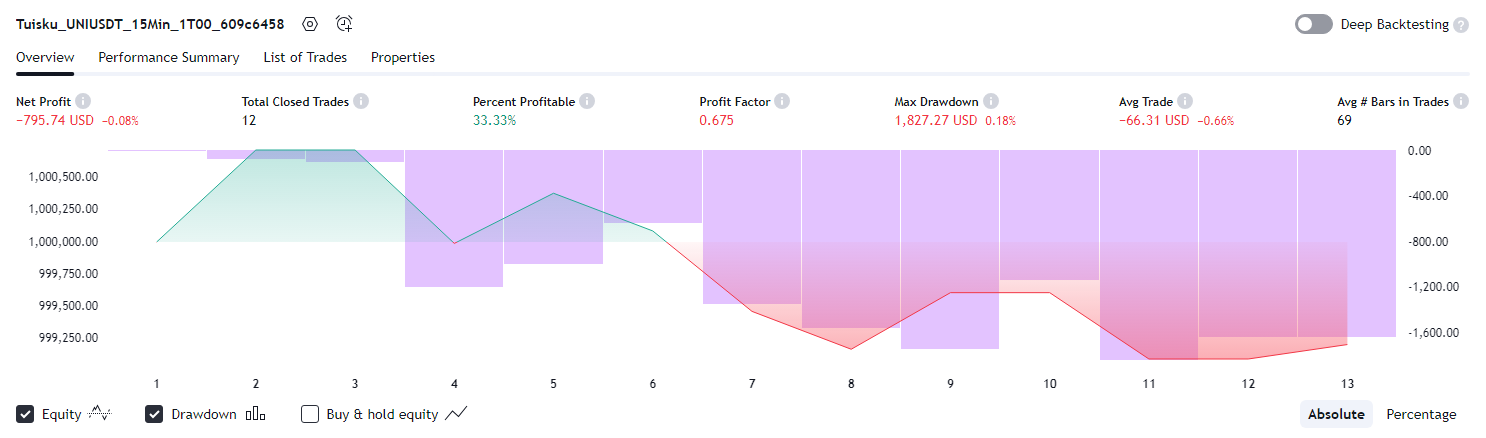 Tuisku_UNIUSDT_15Min_1T00_609c6458
Deep Backtesting ?
Overview Performance Summary List of Trades Properties
Net Profit i Total Closed Trades i Percent Profitable i Profit Factor i Max Drawdown i Avg Trade i Avg # Bars in Trades i
−795.74 USD −0.08% 12 33.33% 0.675 1,827.27 USD 0.18% −66.31 USD −0.66% 69
0.00
1,000,500.00
-400.00
1,000,250.00
1,000,000.00 -800.00
999,750.00
-1,200.00
999,500.00
-1,600.00
999,250.00
1 2 3 4 5 6 7 8 9 10 11 12 13
Equity Drawdown Buy & hold equity Absolute Percentage